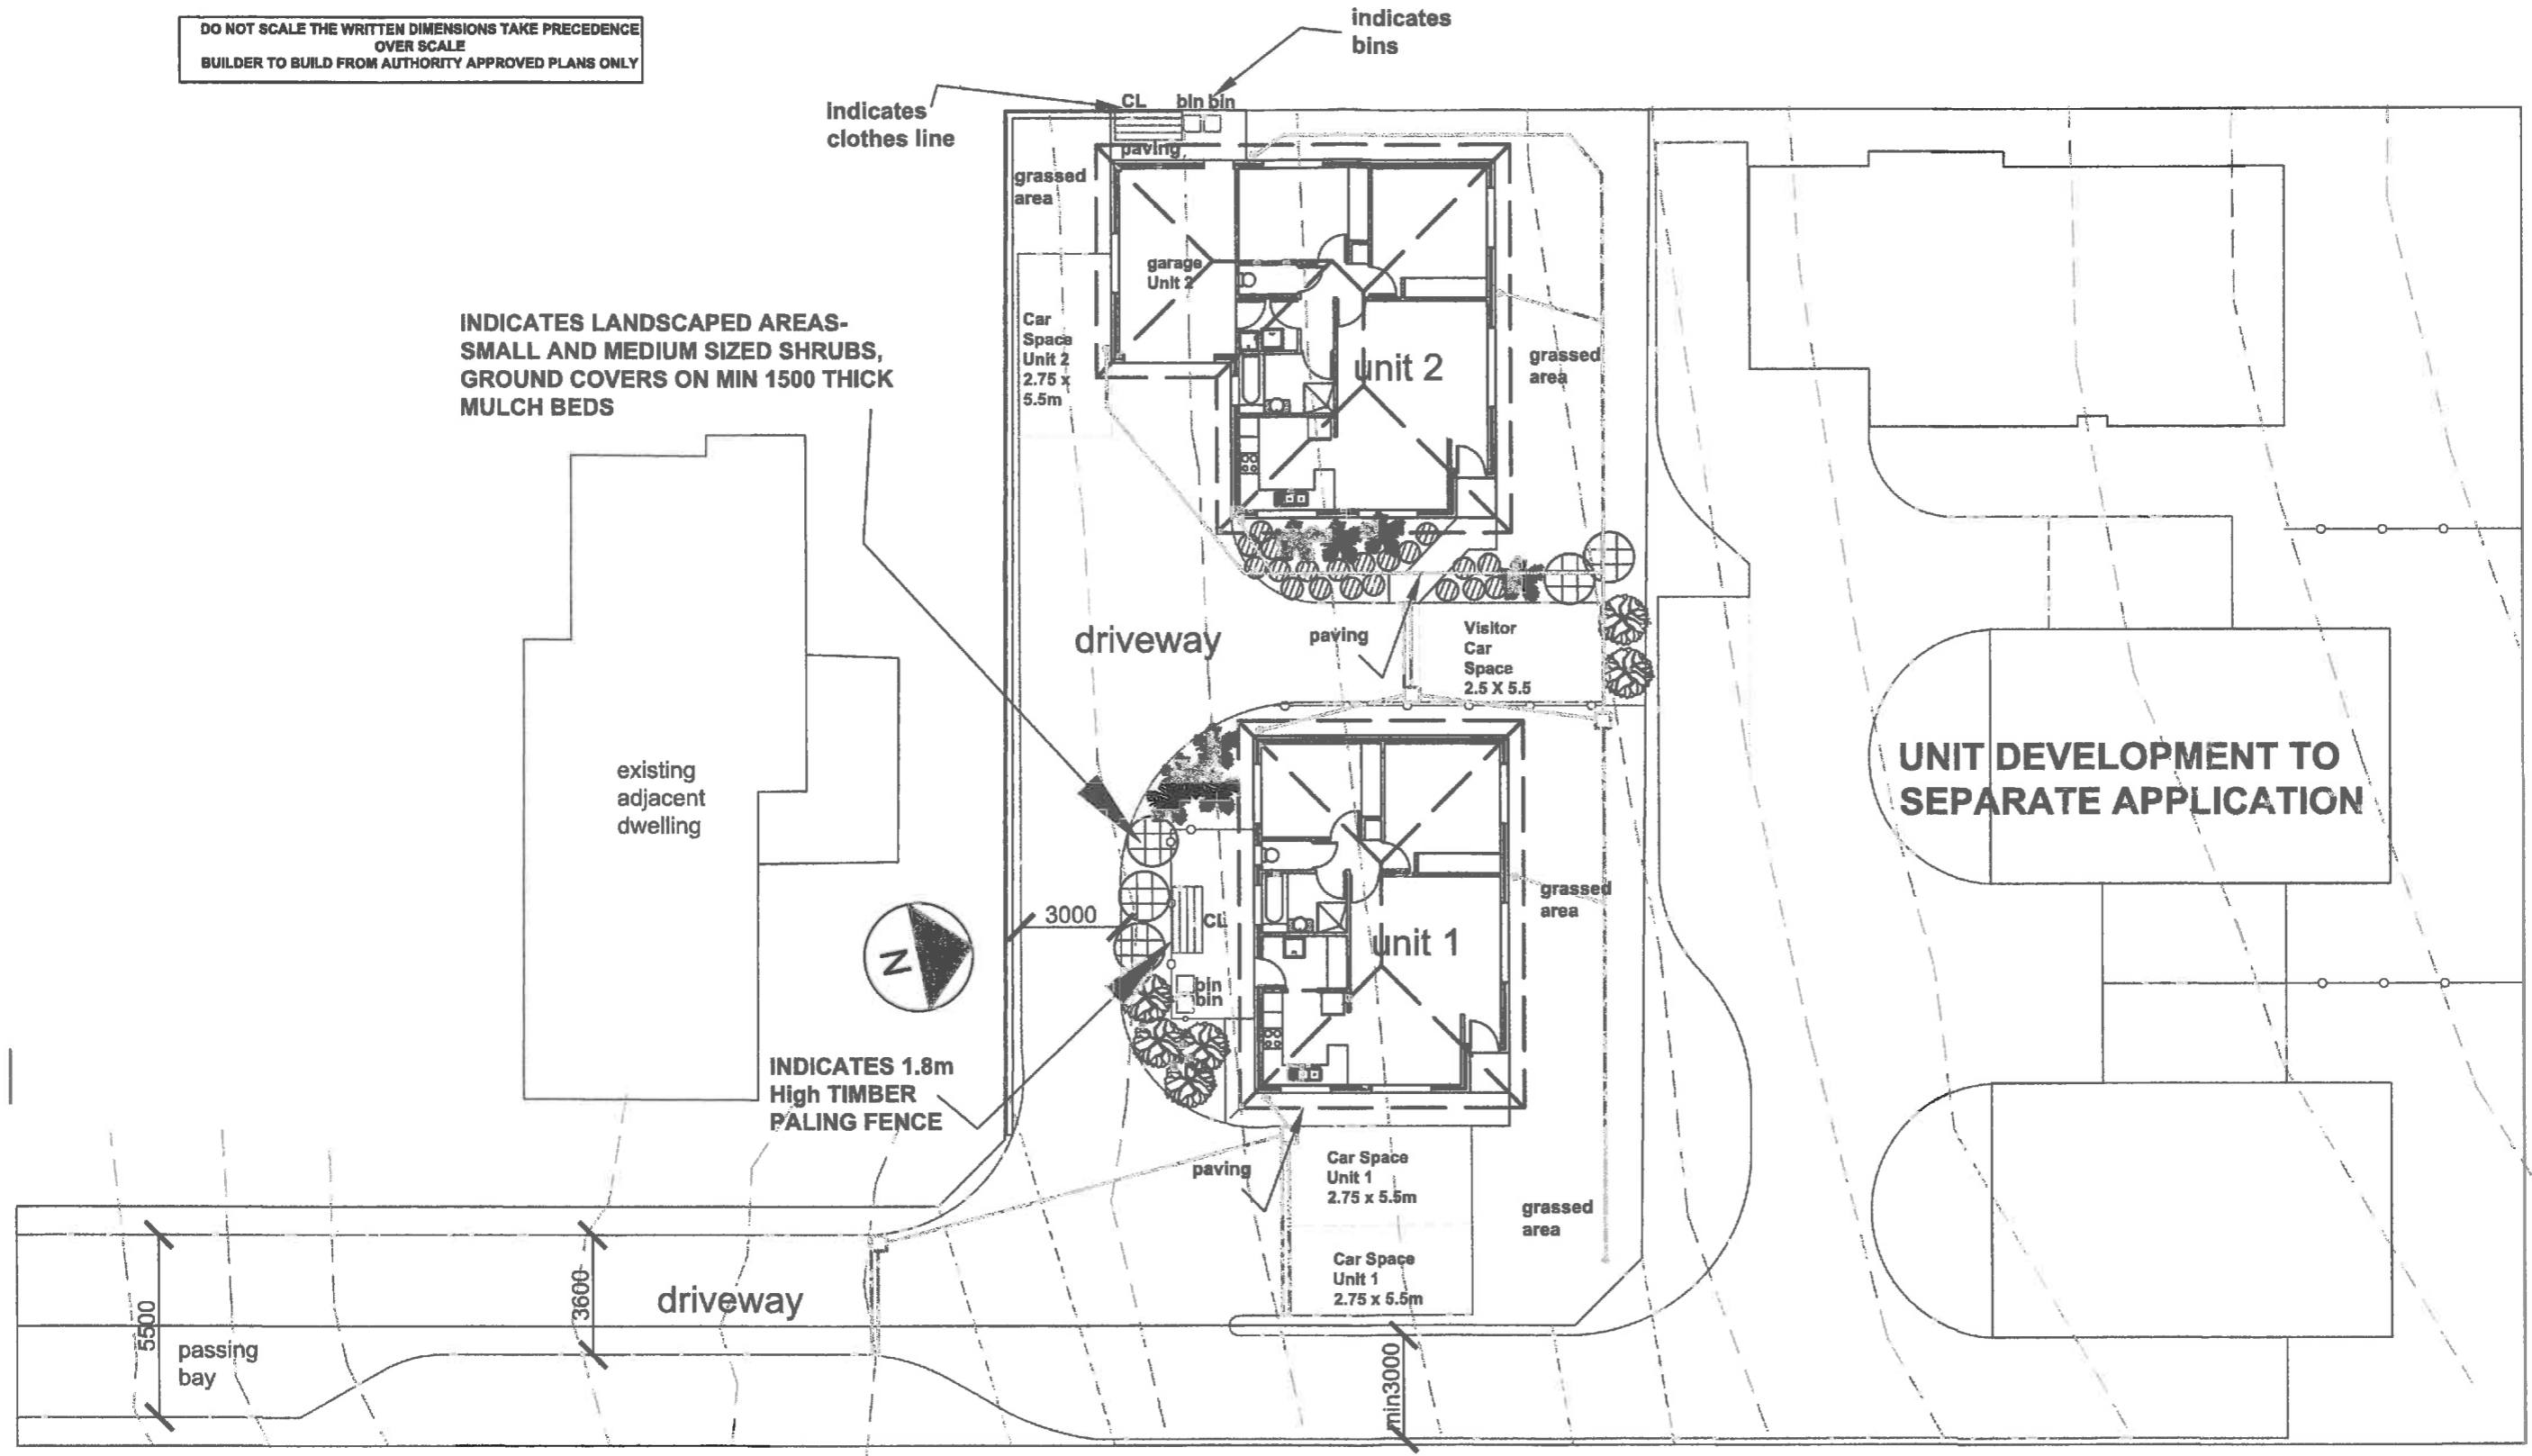 DO NOT SCALE THE WRITTEN DIMENSIONS TAKE PRECEDENCE
OVER SCALE
BUILDER TO BUILD FROM AUTHORITY APPROVED PLANS ONLY
indicates
bins
Indicates
clothes line
CL
bin bin
paving
grassed
area
garage
Unit 2
Car
Space
Unit 2
2.75 x
5.5m
unit 2
grassed
area
INDICATES LANDSCAPED AREAS-
SMALL AND MEDIUM SIZED SHRUBS,
GROUND COVERS ON MIN 1500 THICK
MULCH BEDS
driveway
paving
Visitor
Car
Space
2.5 X 5.5
existing
adjacent
dwelling
UNIT DEVELOPMENT TO
SEPARATE APPLICATION
3000
CL
N
unit 1
grassed
area
bin
bin
INDICATES 1.8m
High TIMBER
PALING FENCE
paving
Car Space
Unit 1
2.75 x 5.5m
grassed
area
Car Space
Unit 1
2.75 x 5.5m
5500
3600
driveway
passing
bay
min3000